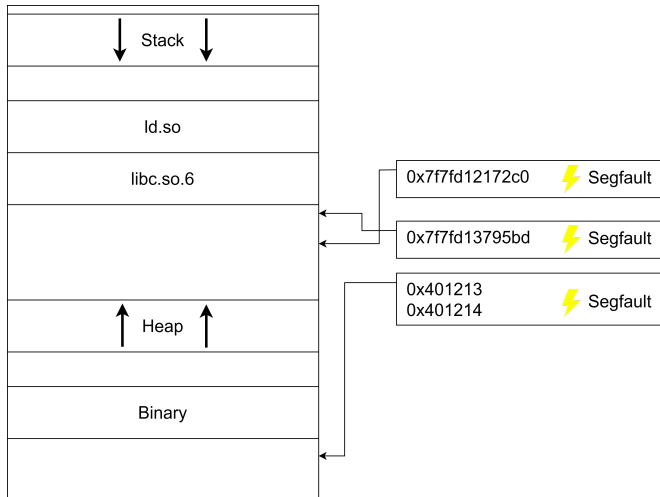 Stack
ld.so
libc.so.6
Heap
Binary
0x7f7fd12172c0 Segfault
0x7f7fd13795bd Segfault
0x401213
0x401214
Segfault